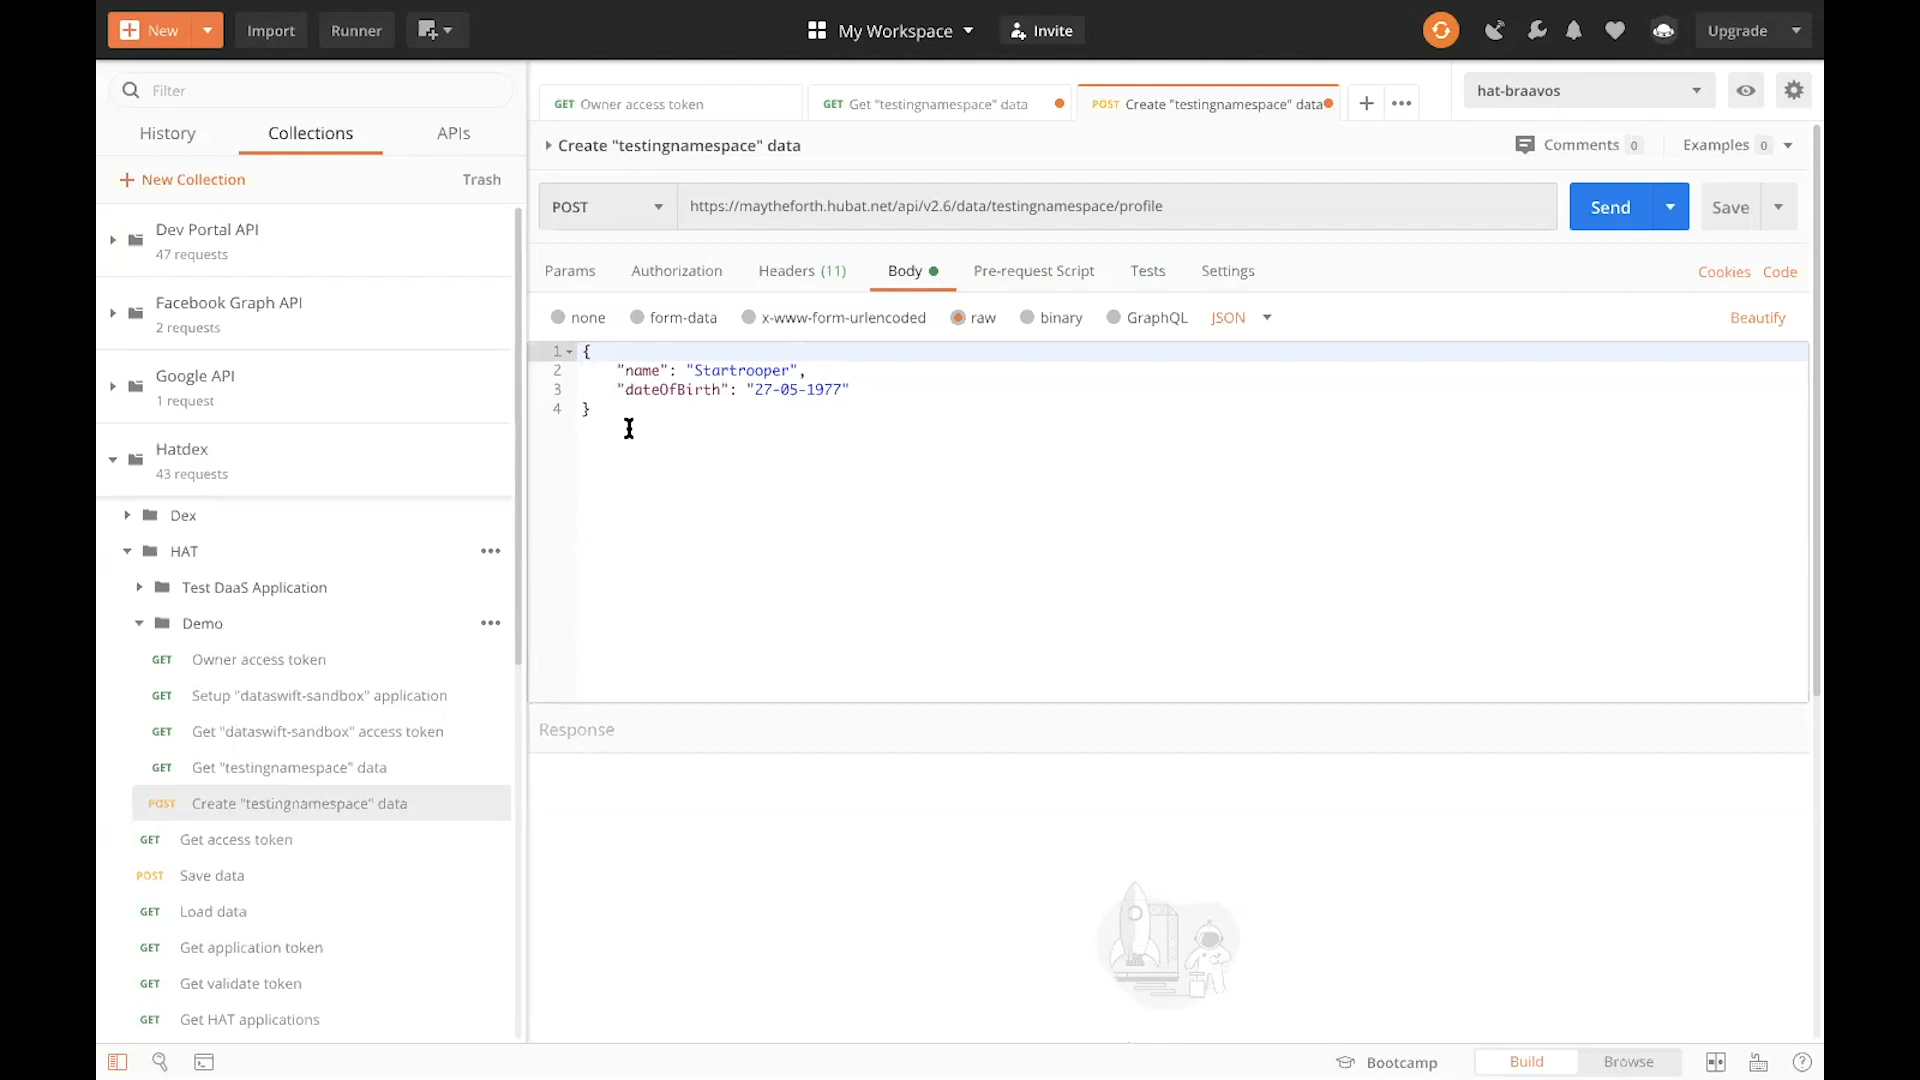 New
Import
Runner
My Workspace
Invite
Upgrade
Filter
History
Collections
APIs
New Collection
Trash
Dev Portal API
47 requests
Facebook Graph API
2 requests
Google API
1 request
Hatdex
43 requests
Dex
HAT
Test DaaS Application
Demo
GET Owner access token
GET Setup "dataswift-sandbox" application
GET Get "dataswift-sandbox" access token
GET Get "testingnamespace" data
POST Create "testingnamespace" data
GET Get access token
POST Save data
GET Load data
GET Get application token
GET Get validate token
GET Get HAT applications
GET Owner access token
GET Get "testingnamespace" data
POST Create "testingnamespace" data
hat-braavos
Create "testingnamespace" data
Comments 0
Examples 0
POST
https://maytheforth.hubat.net/api/v2.6/data/testingnamespace/profile
Send
Save
Params
Authorization
Headers (11)
Body
Pre-request Script
Tests
Settings
Cookies
Code
none
form-data
x-www-form-urlencoded
raw
binary
GraphQL
JSON
Beautify
1 {
2 "name": "Startrooper",
3 "dateOfBirth": "27-05-1977"
4 }
Response
Bootcamp
Build
Browse